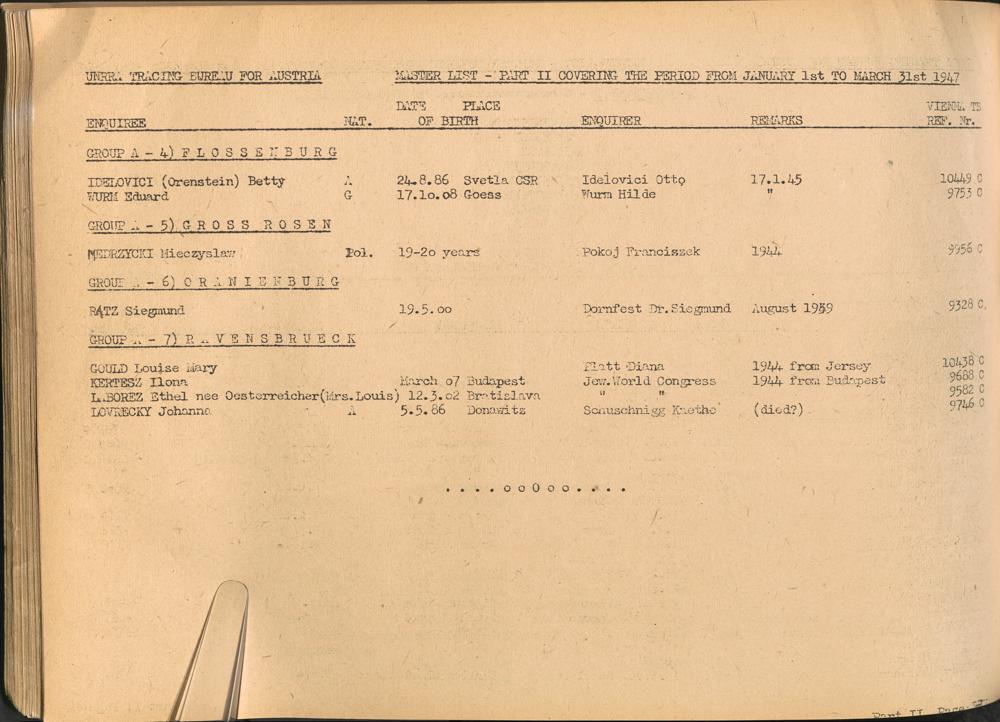 UNRRA TRACING BUREAU FOR AUSTRIA MASTER LIST - PART II COVERING THE PERIOD FROM JANUARY 1st TO MARCH 31st 1947
DATE PLACE VIENNA TB
ENQUIREE NAT. OF BIRTH ENQUIRER REMARKS REF. Nr.
GROUP A - 4) F L O S S E N B U R G
IDELOVICI (Orenstein) Betty A 24.8.86 Svetla CSR Idelovici Otto 17.1.45 10449 C
WURM Eduard G 17.10.08 Goess Wurm Hilde " 9753 C
GROUP A - 5) G R O S S R O S E N
MEDRZYCKI Mieczyslaw Pol. 19-20 years Pokoj Franciszek 1944 9956 C
GROUP A - 6) O R A N I E N B U R G
RATZ Siegmund 19.5.00 Dornfest Dr.Siegmund August 1939 9328 C.
GROUP A - 7) R A V E N S B R U E C K
GOULD Louise Mary Platt Diana 1944 from Jersey 10438 C
KERTESZ Ilona March 07 Budapest Jew.World Congress 1944 from Budapest 9688 C
LABOREZ Ethel nee Oesterreicher(Mrs.Louis) 12.3.02 Bratislava " " 9582 C
LOVRECKY Johanna A 5.5.86 Donawitz Schuschnigg Kaethe (died?) 9746 C
. . . . o o O o o . . . .
Part II